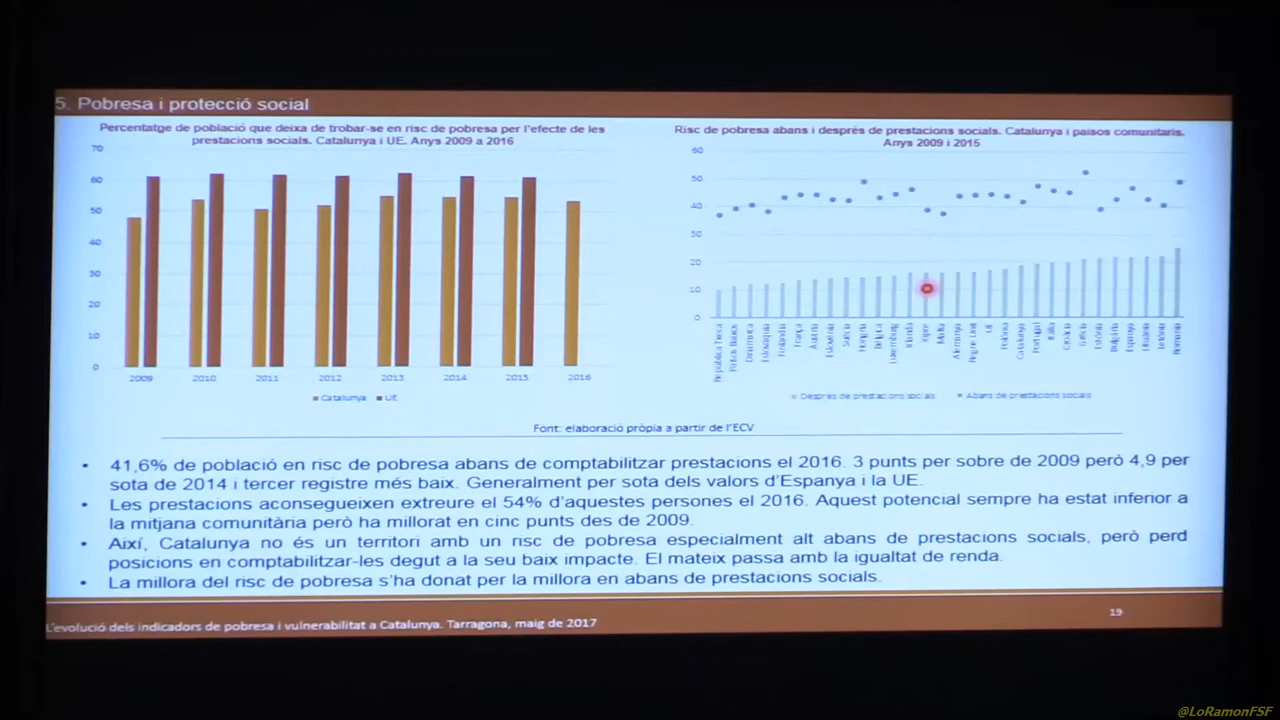 5. Pobresa i protecció social
Percentatge de població que deixa de trobar-se en risc de pobresa per l'efecte de les
prestacions socials. Catalunya i UE. Anys 2009 a 2016
70
60
50
40
30
20
10
0
2009 2010 2011 2012 2013 2014 2015 2016
Catalunya UE
Risc de pobresa abans i després de prestacions socials. Catalunya i països comunitaris.
Anys 2009 i 2015
60
50
40
30
20
10
0
República Txeca Països Baixos Dinamarca Eslovàquia Finlàndia França Àustria Eslovènia Suècia Hongria Bèlgica Luxemburg Irlanda Xipre Malta Alemanya Regne Unit UE Polònia Catalunya Portugal Itàlia Croàcia Grècia Estònia Bulgària Espanya Lituània Letònia Romania
Després de prestacions socials Abans de prestacions socials
Font: elaboració pròpia a partir de l'ECV
• 41,6% de població en risc de pobresa abans de comptabilitzar prestacions el 2016. 3 punts per sobre de 2009 però 4,9 per
sota de 2014 i tercer registre més baix. Generalment per sota dels valors d'Espanya i la UE.
• Les prestacions aconsegueixen extreure el 54% d'aquestes persones el 2016. Aquest potencial sempre ha estat inferior a
la mitjana comunitària però ha millorat en cinc punts des de 2009.
• Així, Catalunya no és un territori amb un risc de pobresa especialment alt abans de prestacions socials, però perd
posicions en comptabilitzar-les degut a la seu baix impacte. El mateix passa amb la igualtat de renda.
• La millora del risc de pobresa s'ha donat per la millora en abans de prestacions socials.
L'evolució dels indicadors de pobresa i vulnerabilitat a Catalunya. Tarragona, maig de 2017
19
@LoRamonFSF